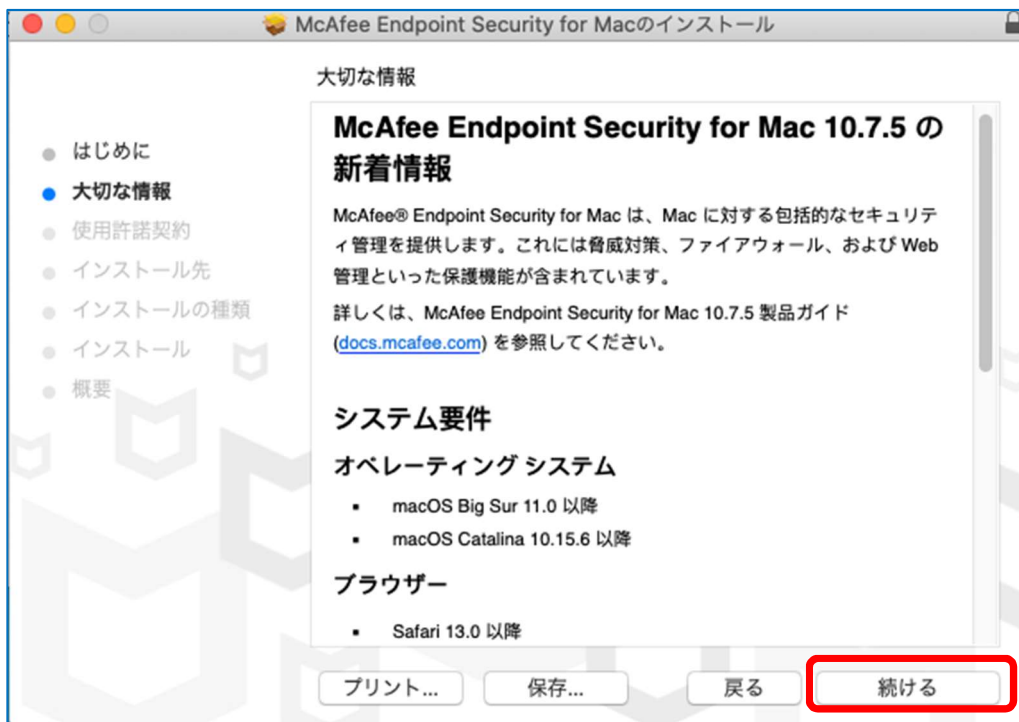 McAfee Endpoint Security for Macのインストール
大切な情報
はじめに
大切な情報
使用許諾契約
インストール先
インストールの種類
インストール
概要
McAfee Endpoint Security for Mac 10.7.5 の
新着情報
McAfee® Endpoint Security for Mac は、Mac に対する包括的なセキュリテ
ィ管理を提供します。これには脅威対策、ファイアウォール、および Web
管理といった保護機能が含まれています。
詳しくは、McAfee Endpoint Security for Mac 10.7.5 製品ガイド
(docs.mcafee.com) を参照してください。
システム要件
オペレーティング システム
▪ macOS Big Sur 11.0 以降
▪ macOS Catalina 10.15.6 以降
ブラウザー
▪ Safari 13.0 以降
プリント... 保存... 戻る 続ける